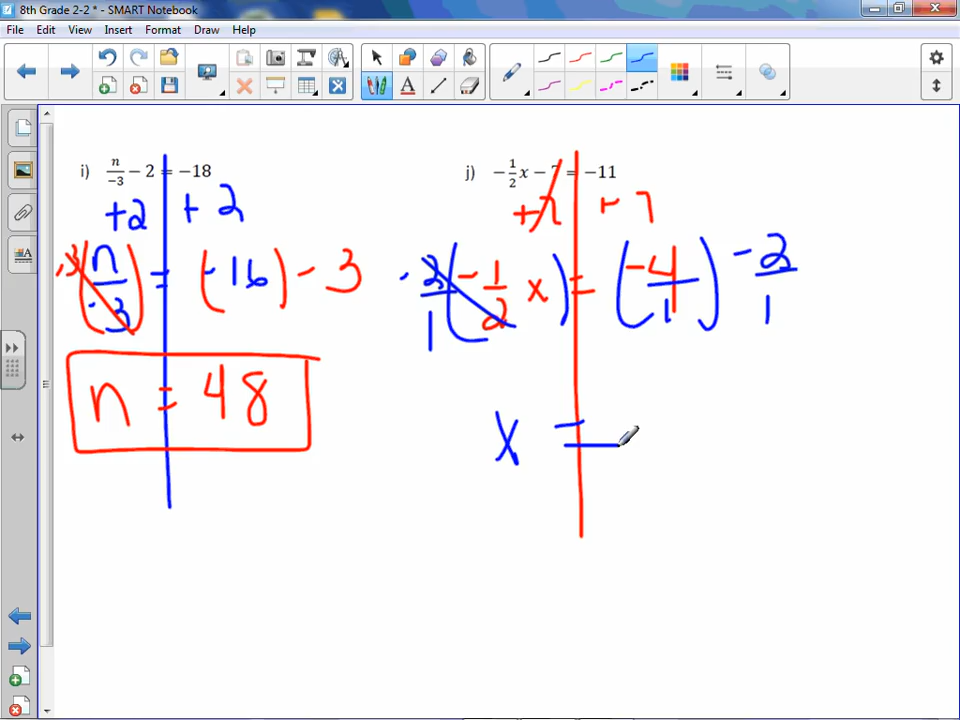 8th Grade 2-2 * - SMART Notebook
File Edit View Insert Format Draw Help
i) n/-3 − 2 = −18
+2 + 2
-3 (n/-3) = (-16) - 3
n = 48
j) −1/2 x − 7 = −11
+7 + 7
-2/1 (-1/2 x) = (-4/1) -2/1
x =